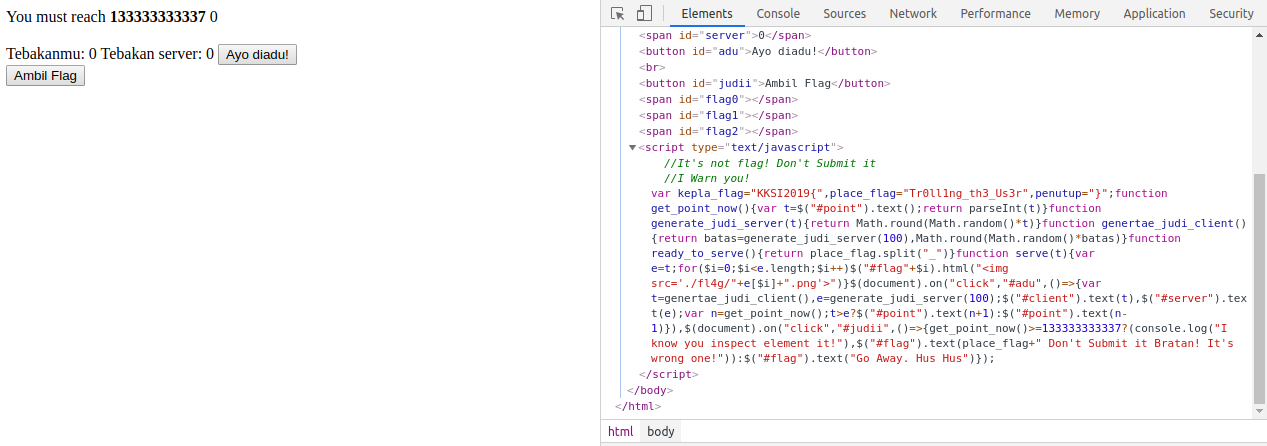 You must reach 133333333337 0
Tebakanmu: 0 Tebakan server: 0 Ayo diadu!
Ambil Flag
Elements Console Sources Network Performance Memory Application Security
<span id="server">0</span>
<button id="adu">Ayo diadu!</button>
<br>
<button id="judii">Ambil Flag</button>
<span id="flag0"></span>
<span id="flag1"></span>
<span id="flag2"></span>
<script type="text/javascript">
//It's not flag! Don't Submit it
//I Warn you!
var kepla_flag="KKSI2019{",place_flag="Tr0ll1ng_th3_Us3r",penutup="}";function
get_point_now(){var t=$("#point").text();return parseInt(t)}function
generate_judi_server(t){return Math.round(Math.random()*t)}function genertae_judi_client()
{return batas=generate_judi_server(100),Math.round(Math.random()*batas)}function
ready_to_serve(){return place_flag.split("_")}function serve(t){var
e=t;for($i=0;$i<e.length;$i++)$("#flag"+$i).html("<img
src='./fl4g/"+e[$i]+".png'>")}$(document).on("click","#adu",()=>{var
t=genertae_judi_client(),e=generate_judi_server(100);$("#client").text(t),$("#server").tex
t(e);var n=get_point_now();t>e?$("#point").text(n+1):$("#point").text(n-
1)}),$(document).on("click","#judii",()=>{get_point_now()>=133333333337?(console.log("I
know you inspect element it!"),$("#flag").text(place_flag+" Don't Submit it Bratan! It's
wrong one!")):$("#flag").text("Go Away. Hus Hus")});
</script>
</body>
</html>
html body